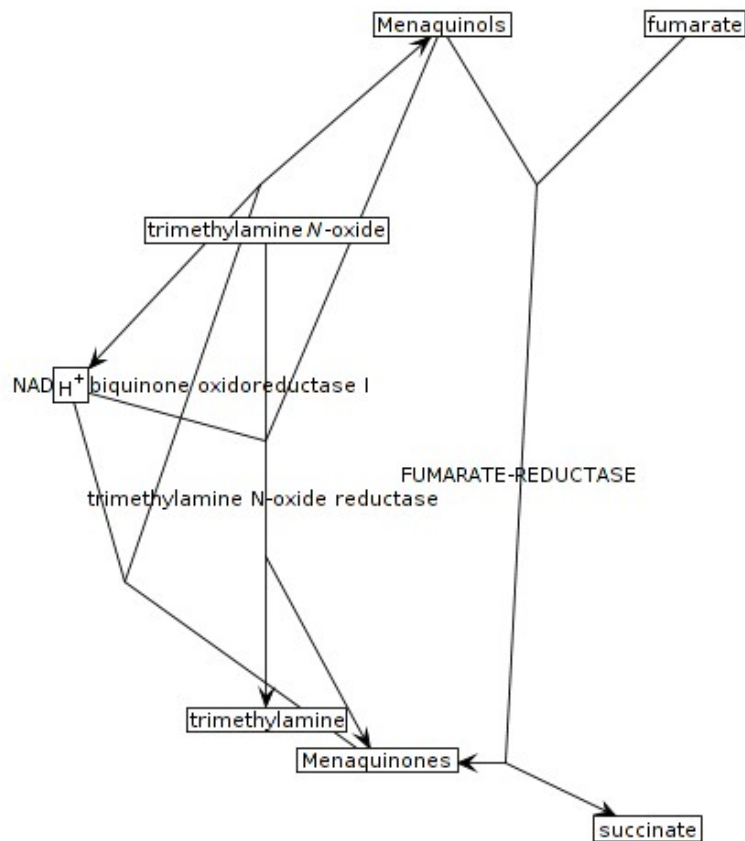 Menaquinols
fumarate
trimethylamine N-oxide
NAD
H+
biquinone oxidoreductase I
FUMARATE-REDUCTASE
trimethylamine N-oxide reductase
trimethylamine
Menaquinones
succinate